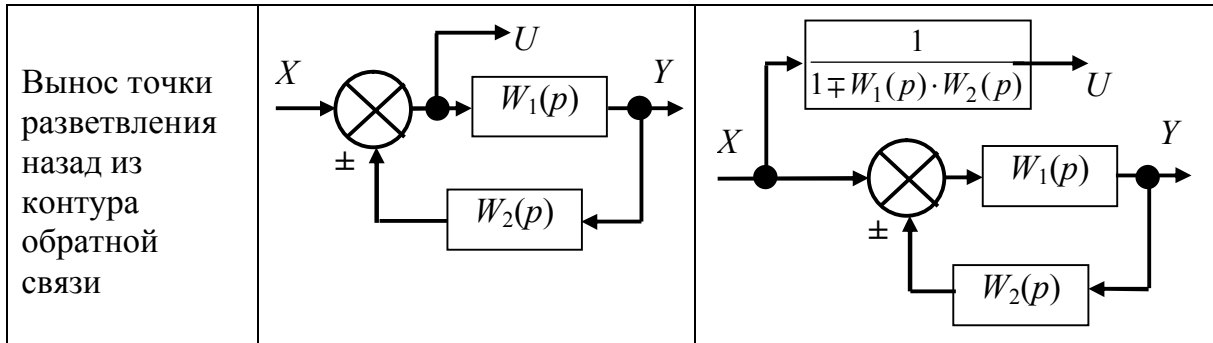 Вынос точки
разветвления
назад из
контура
обратной
связи
X
U
Y
W₁(p)
±
W₂(p)
1
1∓W₁(p)·W₂(p)
U
X
Y
W₁(p)
±
W₂(p)